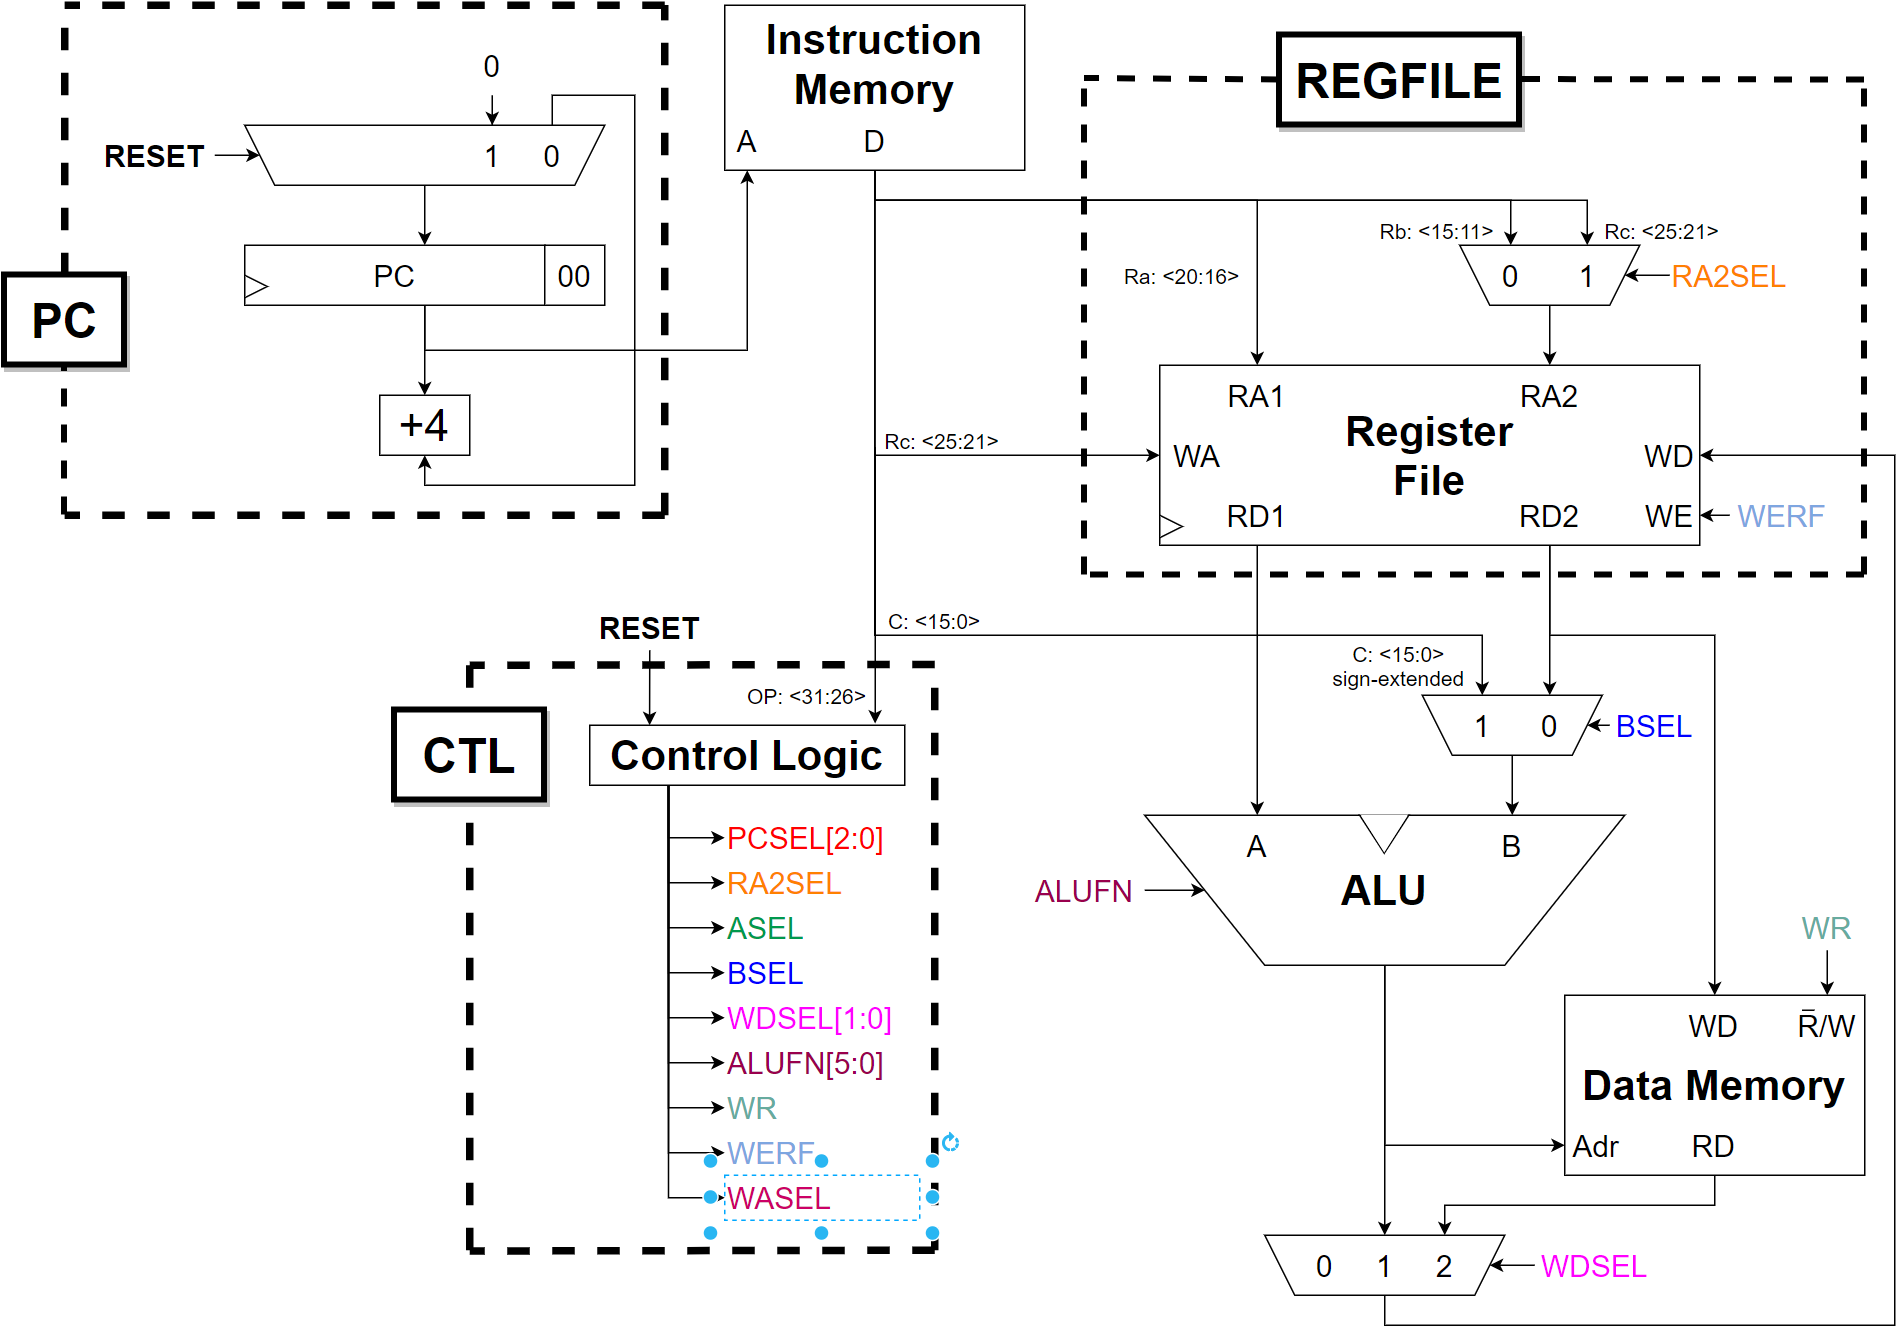 0
RESET
1 0
PC 00
PC
+4
Instruction
Memory
A D
REGFILE
Rb: <15:11> Rc: <25:21>
Ra: <20:16>
0 1
RA2SEL
RA1 RA2
Register
File
Rc: <25:21>
WA WD
RD1 RD2 WE
WERF
C: <15:0>
C: <15:0>
sign-extended
1 0
BSEL
RESET
OP: <31:26>
CTL
Control Logic
PCSEL[2:0]
RA2SEL
ASEL
BSEL
WDSEL[1:0]
ALUFN[5:0]
WR
WERF
WASEL
A B
ALU
ALUFN
WR
WD R̅/W
Data Memory
Adr RD
0 1 2
WDSEL